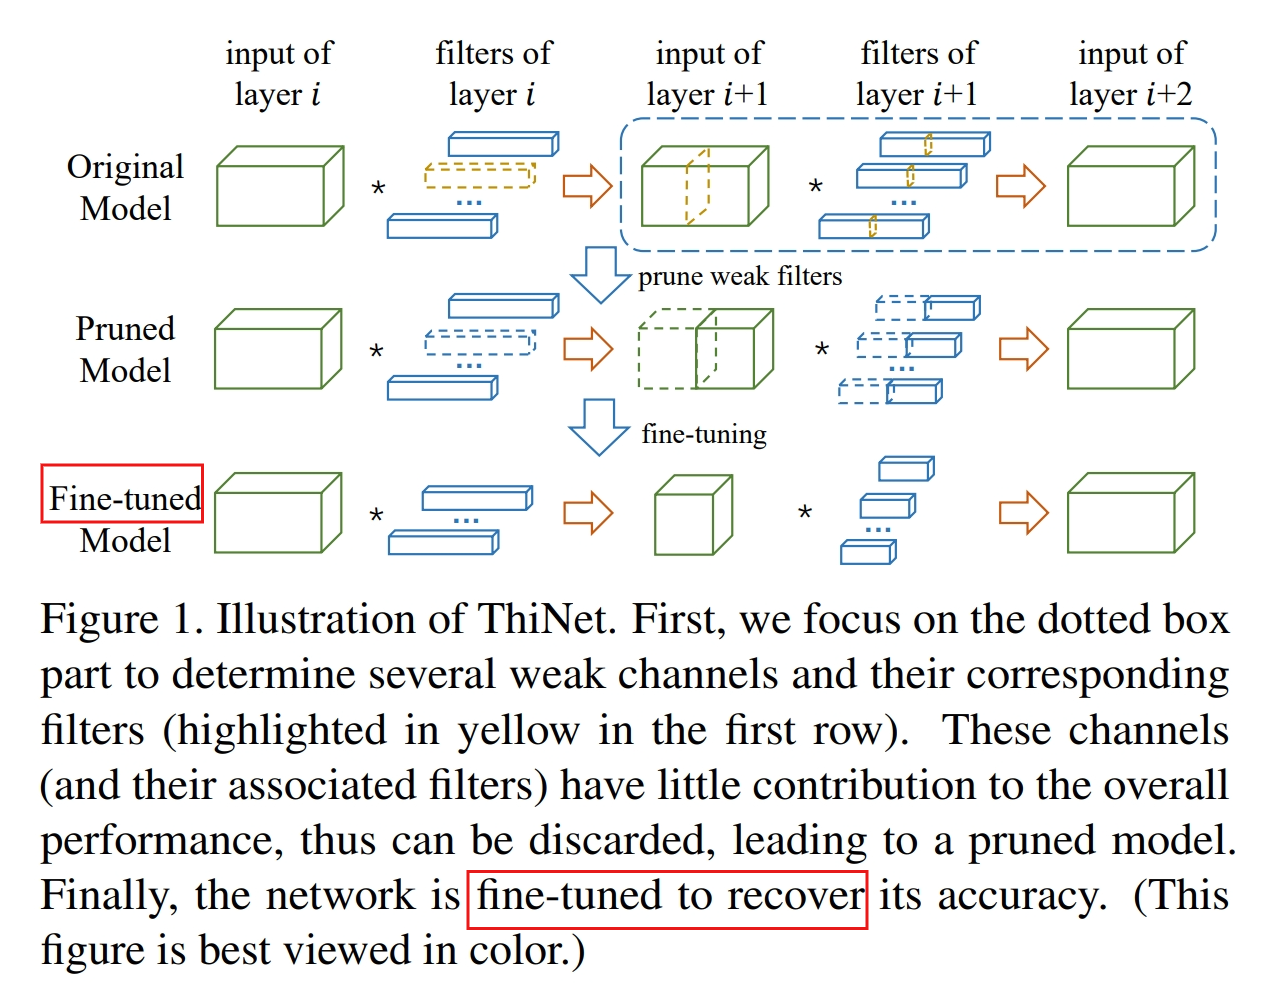 input of
layer i
filters of
layer i
input of
layer i+1
filters of
layer i+1
input of
layer i+2
Original
Model
*
...
*
...
prune weak filters
Pruned
Model
*
...
*
...
fine-tuning
Fine-tuned
Model
*
...
*
...
Figure 1. Illustration of ThiNet. First, we focus on the dotted box
part to determine several weak channels and their corresponding
filters (highlighted in yellow in the first row). These channels
(and their associated filters) have little contribution to the overall
performance, thus can be discarded, leading to a pruned model.
Finally, the network is fine-tuned to recover its accuracy. (This
figure is best viewed in color.)